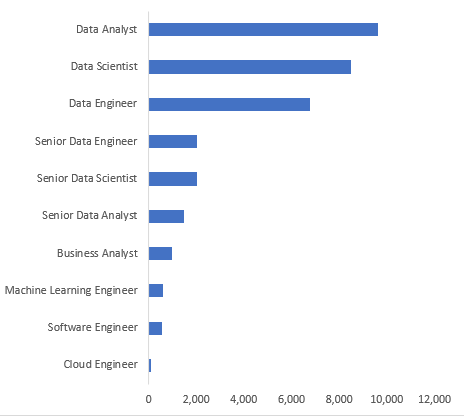 Data Analyst
Data Scientist
Data Engineer
Senior Data Engineer
Senior Data Scientist
Senior Data Analyst
Business Analyst
Machine Learning Engineer
Software Engineer
Cloud Engineer
0 2,000 4,000 6,000 8,000 10,000 12,000